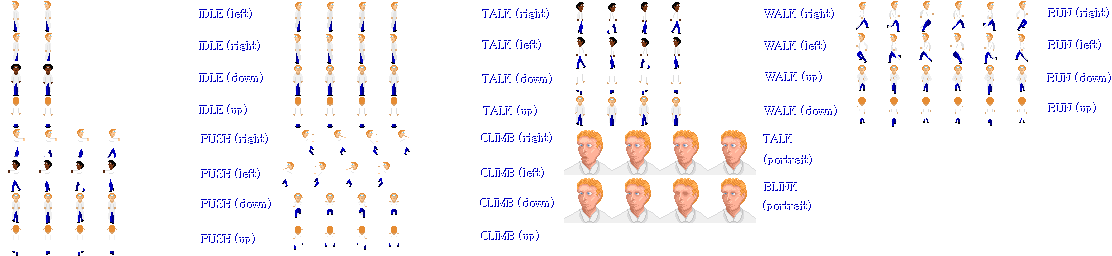 IDLE (left)
TALK (right)
WALK (right)
RUN (right)
IDLE (right)
TALK (left)
WALK (left)
RUN (left)
IDLE (down)
TALK (down)
WALK (up)
RUN (down)
IDLE (up)
TALK (up)
WALK (down)
RUN (up)
PUSH (right)
CLIMB (right)
TALK
(portrait)
PUSH (left)
CLIMB (left)
BLINK
(portrait)
PUSH (down)
CLIMB (down)
PUSH (up)
CLIMB (up)